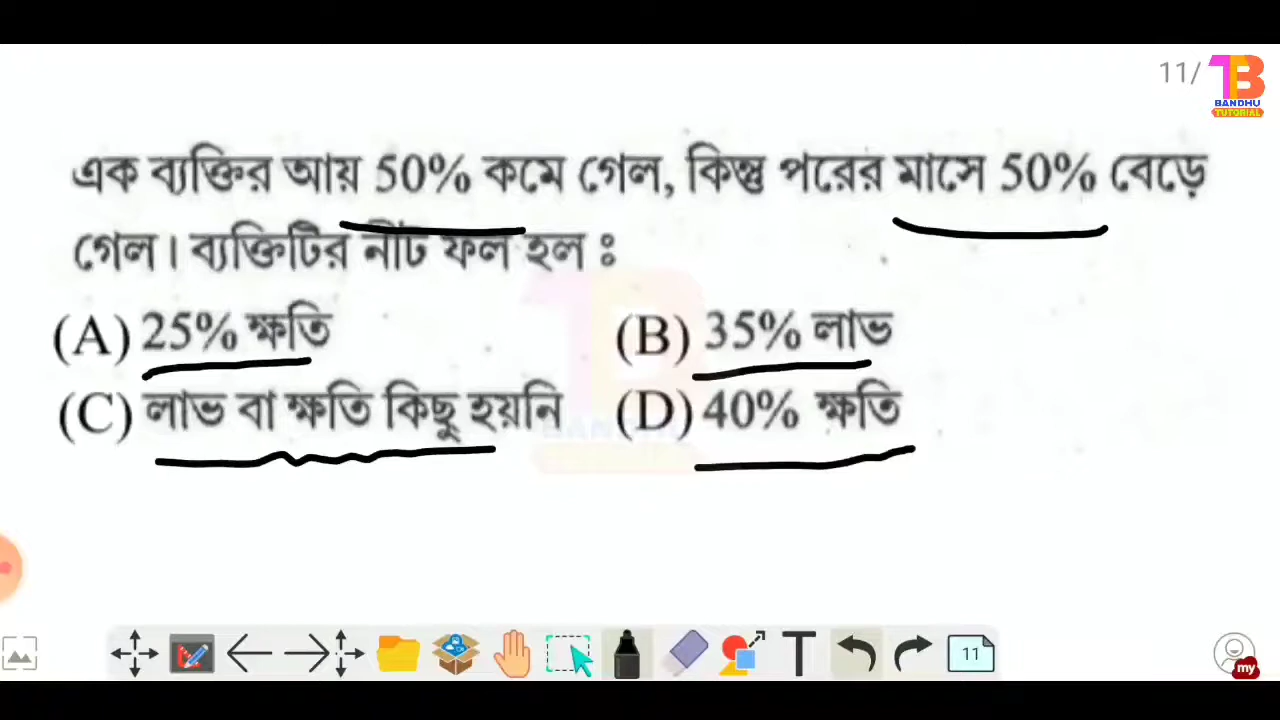 11/
BANDHU
TUTORIAL
এক ব্যক্তির আয় 50% কমে গেল, কিন্তু পরের মাসে 50% বেড়ে
গেল। ব্যক্তিটির নীট ফল হল ঃ
(A) 25% ক্ষতি (B) 35% লাভ
(C) লাভ বা ক্ষতি কিছু হয়নি (D) 40% ক্ষতি
11
my